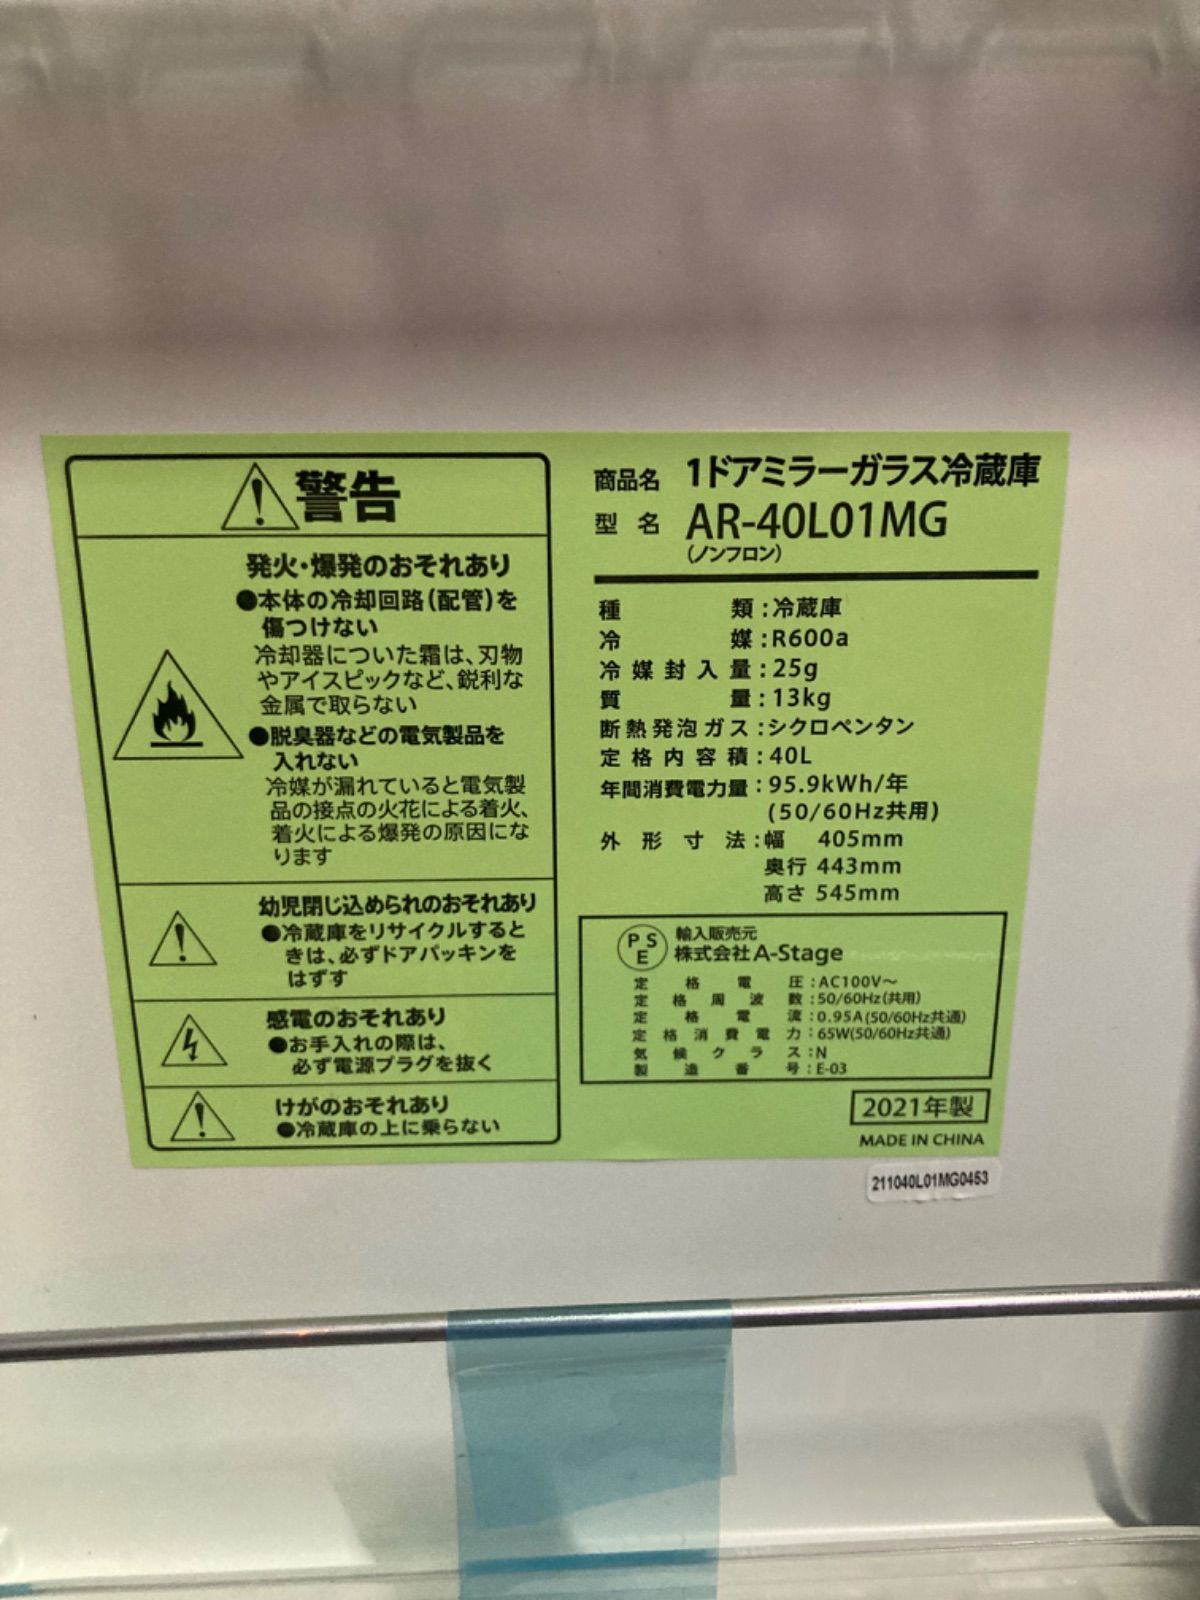 警告
発火・爆発のおそれあり
●本体の冷却回路(配管)を
傷つけない
冷却器についた霜は、刃物
やアイスピックなど、鋭利な
金属で取らない
●脱臭器などの電気製品を
入れない
冷媒が漏れていると電気製
品の接点の火花による着火、
着火による爆発の原因にな
ります
幼児閉じ込められのおそれあり
●冷蔵庫をリサイクルすると
きは、必ずドアパッキンを
はずす
感電のおそれあり
●お手入れの際は、
必ず電源プラグを抜く
けがのおそれあり
●冷蔵庫の上に乗らない
商品名 1ドアミラーガラス冷蔵庫
型名 AR-40L01MG
(ノンフロン)
種類:冷蔵庫
冷媒:R600a
冷媒封入量:25g
質量:13kg
断熱発泡ガス:シクロペンタン
定格内容積:40L
年間消費電力量:95.9kWh/年
(50/60Hz共用)
外形寸法:幅 405mm
奥行 443mm
高さ 545mm
PSE 輸入販売元
株式会社A-Stage
定格電圧:AC100V～
定格周波数:50/60Hz(共用)
定格電流:0.95A(50/60Hz共通)
定格消費電力:65W(50/60Hz共通)
気候クラス:N
製造番号:E-03
2021年製
MADE IN CHINA
211040L01MG0453